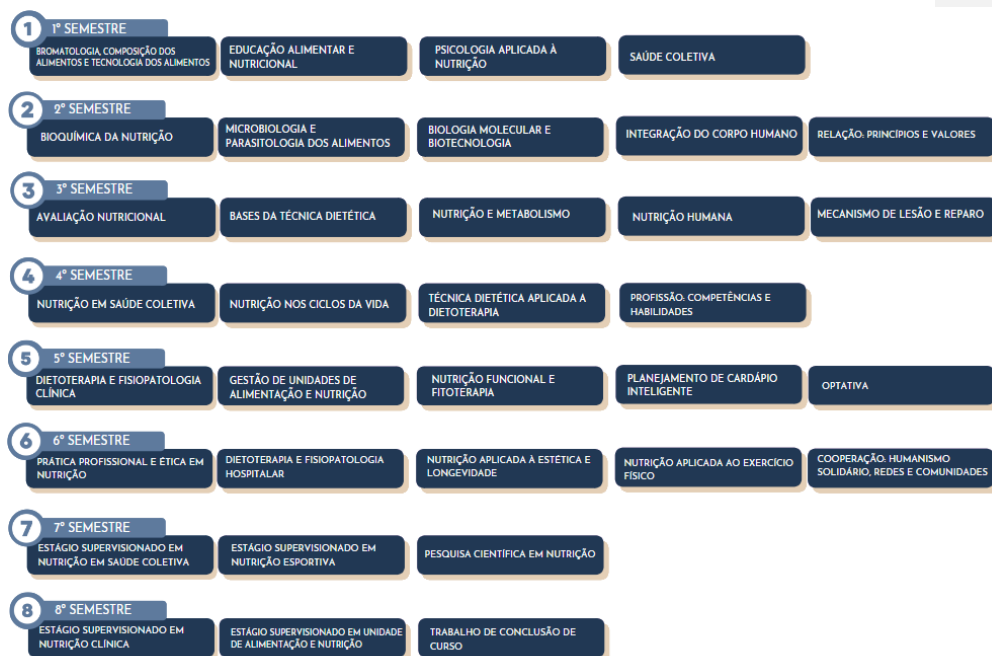 1 1º SEMESTRE
BROMATOLOGIA, COMPOSIÇÃO DOS
ALIMENTOS E TECNOLOGIA DOS ALIMENTOS
EDUCAÇÃO ALIMENTAR E
NUTRICIONAL
PSICOLOGIA APLICADA À
NUTRIÇÃO
SAÚDE COLETIVA
2 2º SEMESTRE
BIOQUÍMICA DA NUTRIÇÃO
MICROBIOLOGIA E
PARASITOLOGIA DOS ALIMENTOS
BIOLOGIA MOLECULAR E
BIOTECNOLOGIA
INTEGRAÇÃO DO CORPO HUMANO
RELAÇÃO: PRINCÍPIOS E VALORES
3 3º SEMESTRE
AVALIAÇÃO NUTRICIONAL
BASES DA TÉCNICA DIETÉTICA
NUTRIÇÃO E METABOLISMO
NUTRIÇÃO HUMANA
MECANISMO DE LESÃO E REPARO
4 4º SEMESTRE
NUTRIÇÃO EM SAÚDE COLETIVA
NUTRIÇÃO NOS CICLOS DA VIDA
TÉCNICA DIETÉTICA APLICADA A
DIETOTERAPIA
PROFISSÃO: COMPETÊNCIAS E
HABILIDADES
5 5º SEMESTRE
DIETOTERAPIA E FISIOPATOLOGIA
CLÍNICA
GESTÃO DE UNIDADES DE
ALIMENTAÇÃO E NUTRIÇÃO
NUTRIÇÃO FUNCIONAL E
FITOTERAPIA
PLANEJAMENTO DE CARDÁPIO
INTELIGENTE
OPTATIVA
6 6º SEMESTRE
PRÁTICA PROFISSIONAL E ÉTICA EM
NUTRIÇÃO
DIETOTERAPIA E FISIOPATOLOGIA
HOSPITALAR
NUTRIÇÃO APLICADA À ESTÉTICA E
LONGEVIDADE
NUTRIÇÃO APLICADA AO EXERCÍCIO
FÍSICO
COOPERAÇÃO: HUMANISMO
SOLIDÁRIO, REDES E COMUNIDADES
7 7º SEMESTRE
ESTÁGIO SUPERVISIONADO EM
NUTRIÇÃO EM SAÚDE COLETIVA
ESTÁGIO SUPERVISIONADO EM
NUTRIÇÃO ESPORTIVA
PESQUISA CIENTÍFICA EM NUTRIÇÃO
8 8º SEMESTRE
ESTÁGIO SUPERVISIONADO EM
NUTRIÇÃO CLÍNICA
ESTÁGIO SUPERVISIONADO EM UNIDADE
DE ALIMENTAÇÃO E NUTRIÇÃO
TRABALHO DE CONCLUSÃO DE
CURSO